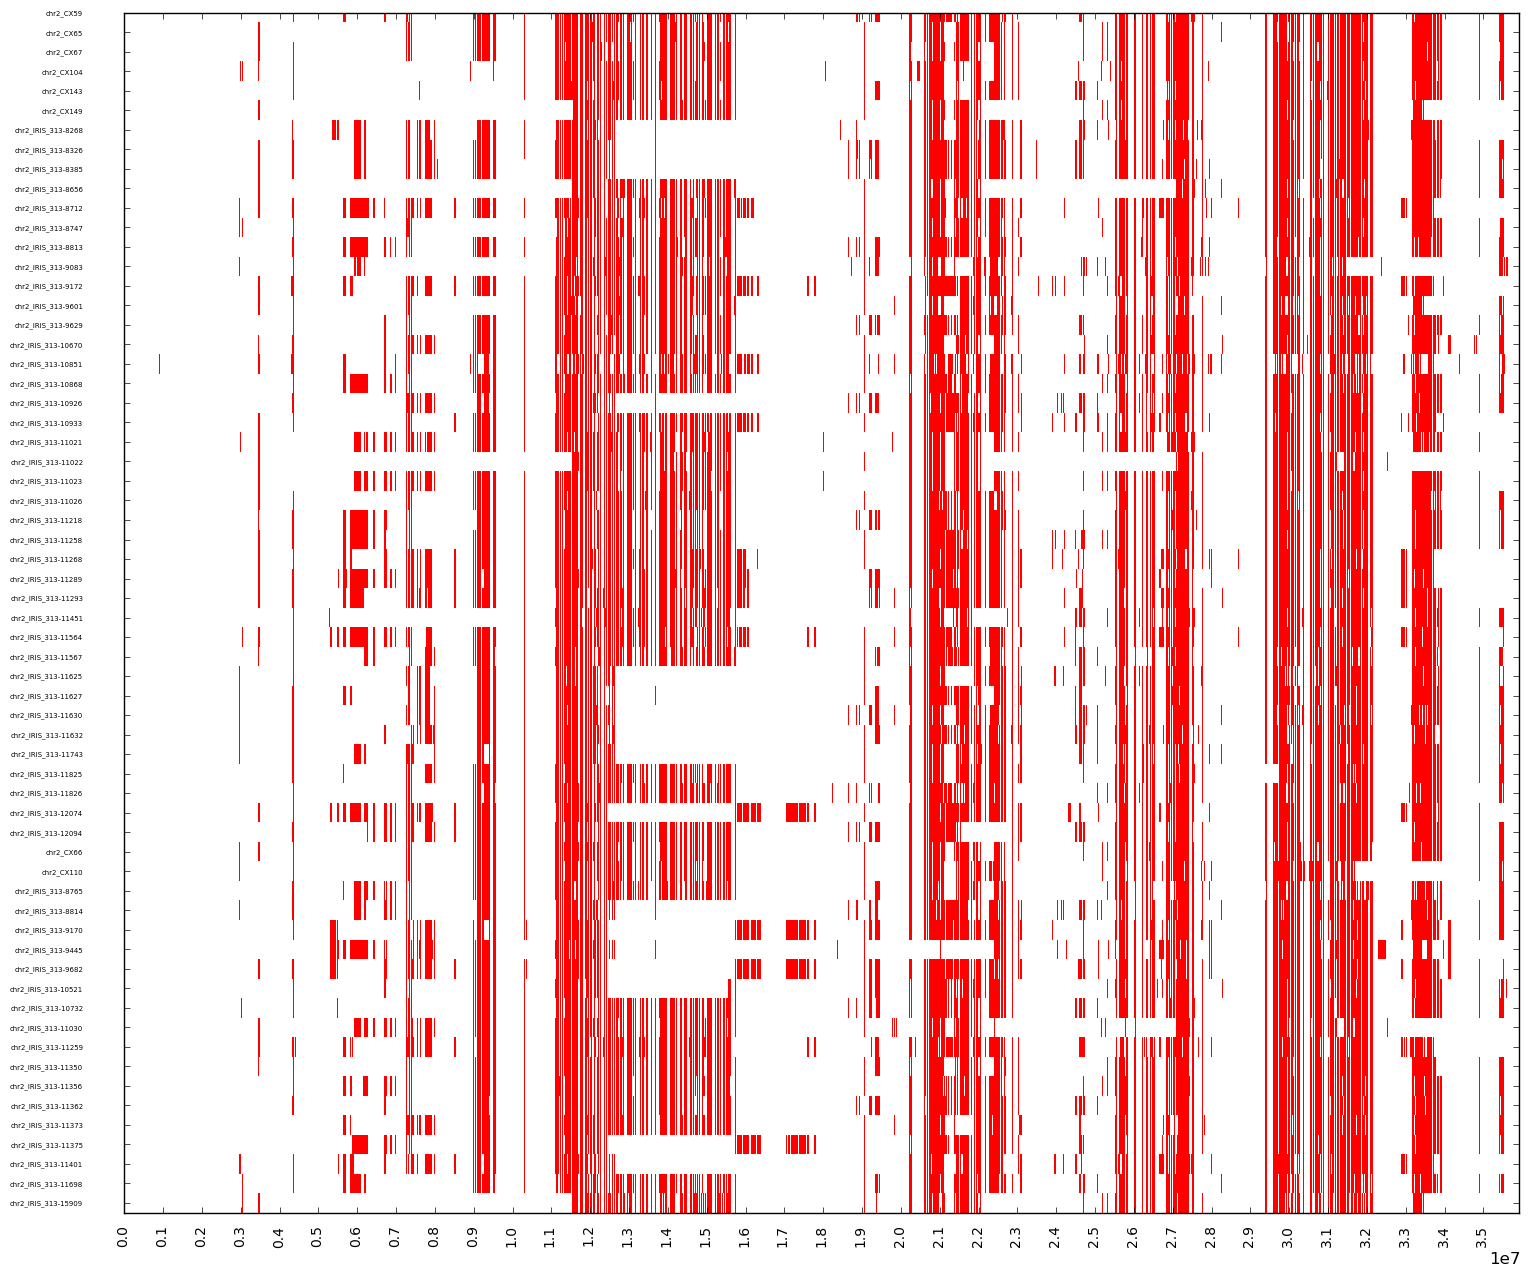 chr2_CX59
chr2_CX65
chr2_CX67
chr2_CX104
chr2_CX143
chr2_CX149
chr2_IRIS_313-8268
chr2_IRIS_313-8326
chr2_IRIS_313-8385
chr2_IRIS_313-8656
chr2_IRIS_313-8712
chr2_IRIS_313-8747
chr2_IRIS_313-8813
chr2_IRIS_313-9083
chr2_IRIS_313-9172
chr2_IRIS_313-9601
chr2_IRIS_313-9629
chr2_IRIS_313-10670
chr2_IRIS_313-10851
chr2_IRIS_313-10868
chr2_IRIS_313-10926
chr2_IRIS_313-10933
chr2_IRIS_313-11021
chr2_IRIS_313-11022
chr2_IRIS_313-11023
chr2_IRIS_313-11026
chr2_IRIS_313-11218
chr2_IRIS_313-11258
chr2_IRIS_313-11268
chr2_IRIS_313-11289
chr2_IRIS_313-11293
chr2_IRIS_313-11451
chr2_IRIS_313-11564
chr2_IRIS_313-11567
chr2_IRIS_313-11625
chr2_IRIS_313-11627
chr2_IRIS_313-11630
chr2_IRIS_313-11632
chr2_IRIS_313-11743
chr2_IRIS_313-11825
chr2_IRIS_313-11826
chr2_IRIS_313-12074
chr2_IRIS_313-12094
chr2_CX66
chr2_CX110
chr2_IRIS_313-8765
chr2_IRIS_313-8814
chr2_IRIS_313-9170
chr2_IRIS_313-9445
chr2_IRIS_313-9682
chr2_IRIS_313-10521
chr2_IRIS_313-10732
chr2_IRIS_313-11030
chr2_IRIS_313-11259
chr2_IRIS_313-11350
chr2_IRIS_313-11356
chr2_IRIS_313-11362
chr2_IRIS_313-11373
chr2_IRIS_313-11375
chr2_IRIS_313-11401
chr2_IRIS_313-11698
chr2_IRIS_313-15909
0.0 0.1 0.2 0.3 0.4 0.5 0.6 0.7 0.8 0.9 1.0 1.1 1.2 1.3 1.4 1.5 1.6 1.7 1.8 1.9 2.0 2.1 2.2 2.3 2.4 2.5 2.6 2.7 2.8 2.9 3.0 3.1 3.2 3.3 3.4 3.5
1e7